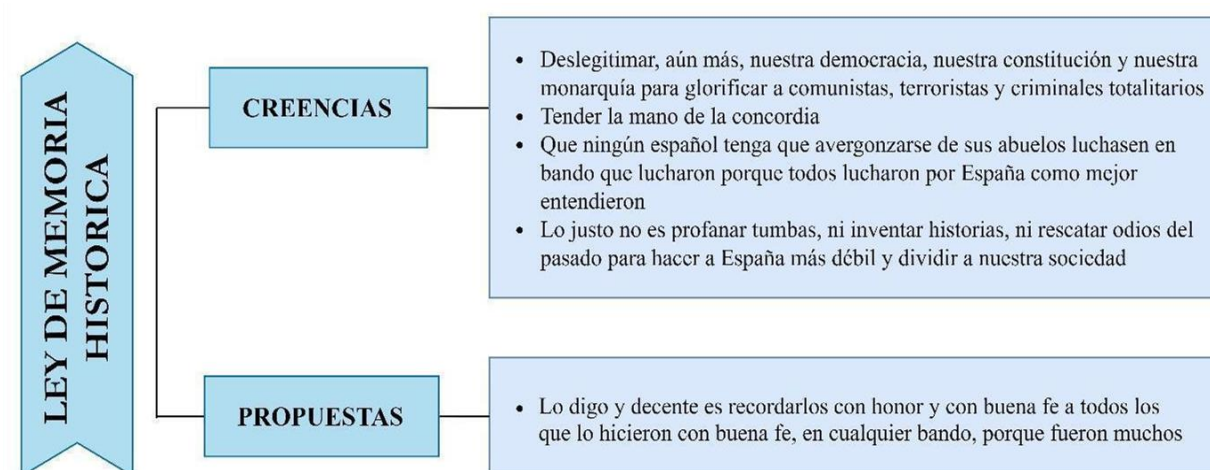 LEY DE MEMORIA
HISTORICA
CREENCIAS
• Deslegitimar, aún más, nuestra democracia, nuestra constitución y nuestra
monarquía para glorificar a comunistas, terroristas y criminales totalitarios
• Tender la mano de la concordia
• Que ningún español tenga que avergonzarse de sus abuelos luchasen en
bando que lucharon porque todos lucharon por España como mejor
entendieron
• Lo justo no es profanar tumbas, ni inventar historias, ni rescatar odios del
pasado para hacer a España más débil y dividir a nuestra sociedad
PROPUESTAS
• Lo digo y decente es recordarlos con honor y con buena fe a todos los
que lo hicieron con buena fe, en cualquier bando, porque fueron muchos